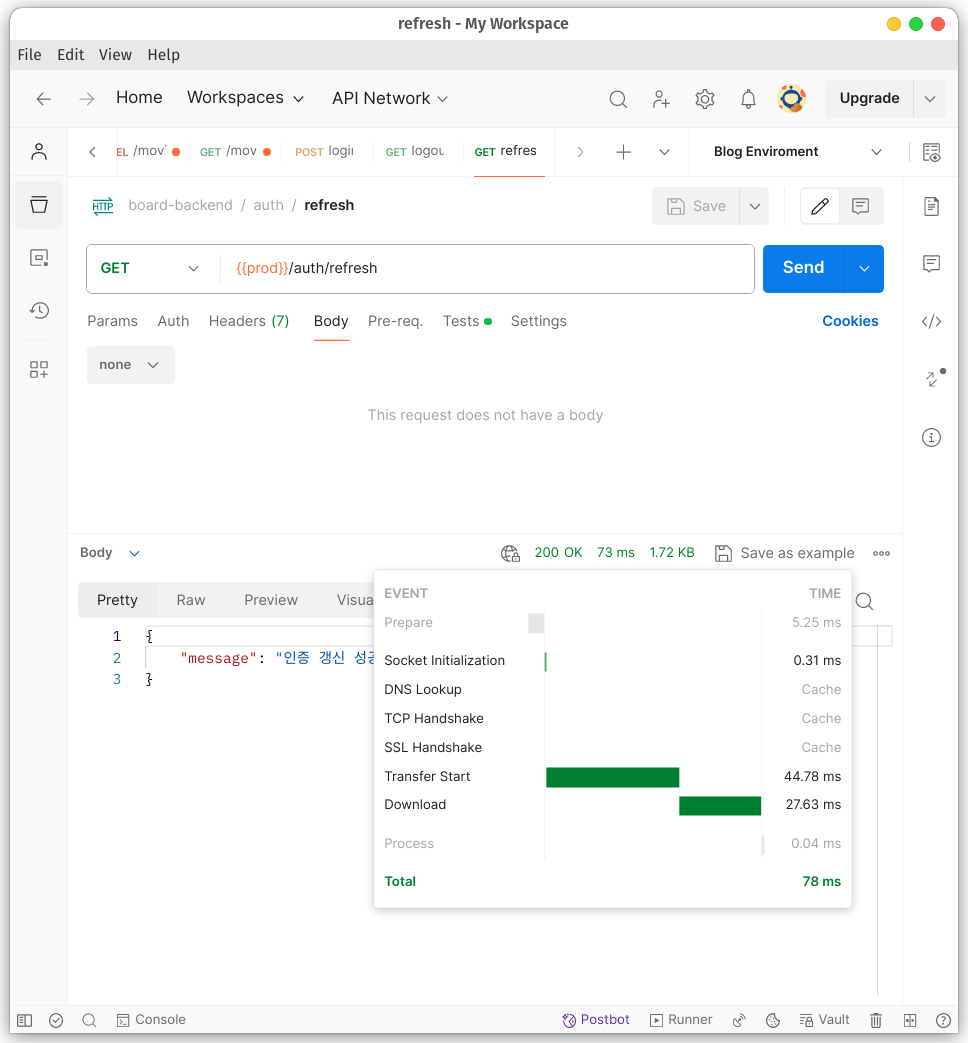 refresh - My Workspace
File Edit View Help
Home Workspaces API Network Upgrade
EL /mov GET /mov POST login GET logou GET refres Blog Enviroment
HTTP board-backend / auth / refresh Save
GET {{prod}}/auth/refresh Send
Params Auth Headers (7) Body Pre-req. Tests Settings Cookies
none
This request does not have a body
Body 200 OK 73 ms 1.72 KB Save as example
Pretty Raw Preview Visua
EVENT TIME
Prepare 5.25 ms
Socket Initialization 0.31 ms
DNS Lookup Cache
TCP Handshake Cache
SSL Handshake Cache
Transfer Start 44.78 ms
Download 27.63 ms
Process 0.04 ms
Total 78 ms
1 {
2 "message": "인증 갱신 성공
3 }
Console Postbot Runner Vault